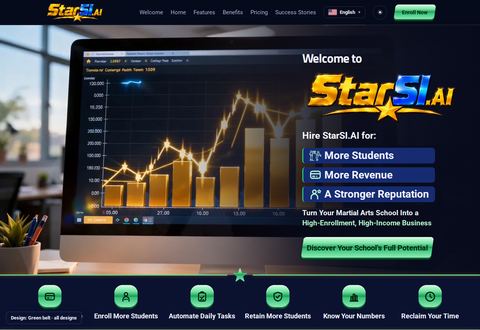 StarSI.AI
Welcome
Home
Features
Benefits
Pricing
Success Stories
English
Enroll Now
Welcome to
StarSI.AI
Hire StarSI.AI for:
More Students
More Revenue
A Stronger Reputation
Turn Your Martial Arts School Into a
High-Enrollment, High-Income Business
Discover Your School's Full Potential
Enroll More Students
Automate Daily Tasks
Retain More Students
Know Your Numbers
Reclaim Your Time
Design: Green belt · all designs